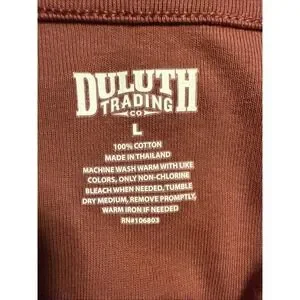 DULUTH
TRADING
CO
L
100% COTTON
MADE IN THAILAND
MACHINE WASH WARM WITH LIKE
COLORS, ONLY NON-CHLORINE
BLEACH WHEN NEEDED, TUMBLE
DRY MEDIUM, REMOVE PROMPTLY,
WARM IRON IF NEEDED
RN#106803